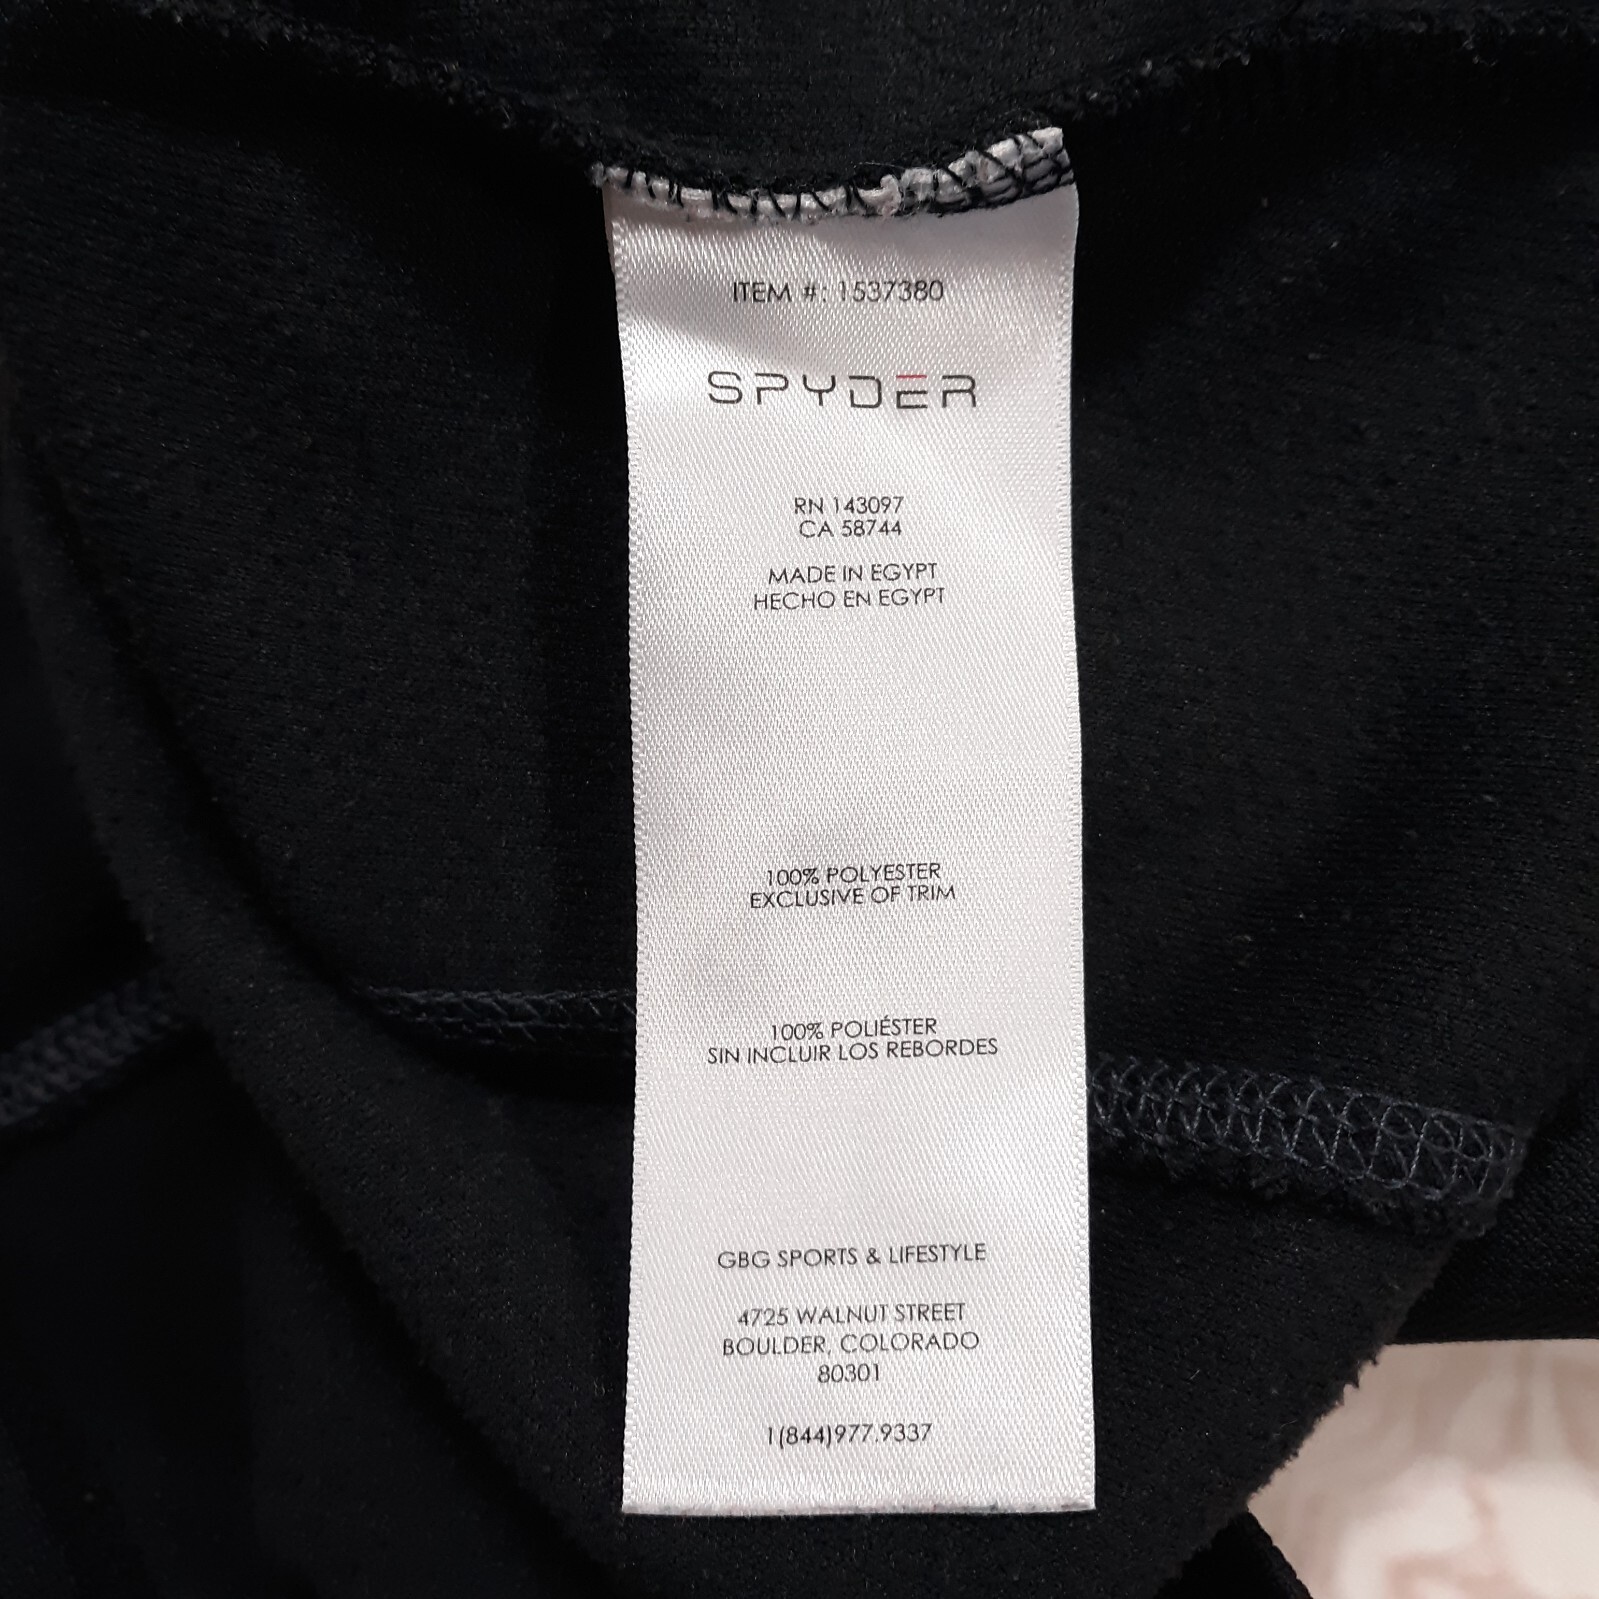 ITEM #: 1537380
SPYDER
RN 143097
CA 58744
MADE IN EGYPT
HECHO EN EGYPT
100% POLYESTER
EXCLUSIVE OF TRIM
100% POLIÉSTER
SIN INCLUIR LOS REBORDES
GBG SPORTS & LIFESTYLE
4725 WALNUT STREET
BOULDER, COLORADO
80301
1(844)977.9337